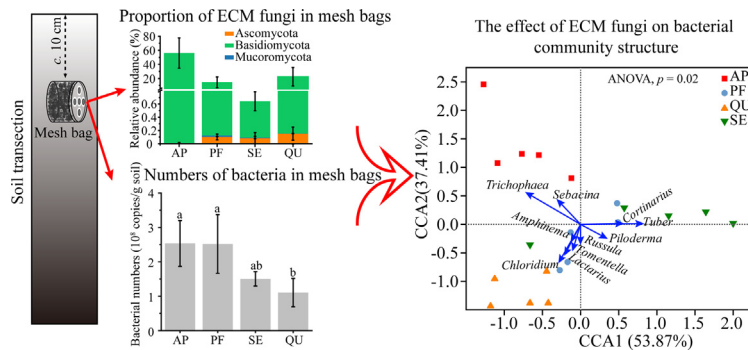 Soil transection
c. 10 cm
Mesh bag
Proportion of ECM fungi in mesh bags
Relative abundance (%)
80
60
40
20
0.6
0.4
0.2
0
Ascomycota
Basidiomycota
Mucoromycota
AP PF SE QU
Numbers of bacteria in mesh bags
Bacterial numbers (10⁸ copies/g soil)
4
3
2
1
0
a a ab b
AP PF SE QU
The effect of ECM fungi on bacterial
community structure
AP
PF
QU
SE
ANOVA, p = 0.02
CCA2(37.41%)
2.5
2.0
1.5
1.0
0.5
0.0
-0.5
-1.0
Trichophaea
Sebacina
Cortinarius
Tuber
Amphinema
Piloderma
Russula
Tomentella
Lactarius
Chloridium
-1.0 -0.5 0.0 0.5 1.0 1.5 2.0
CCA1 (53.87%)